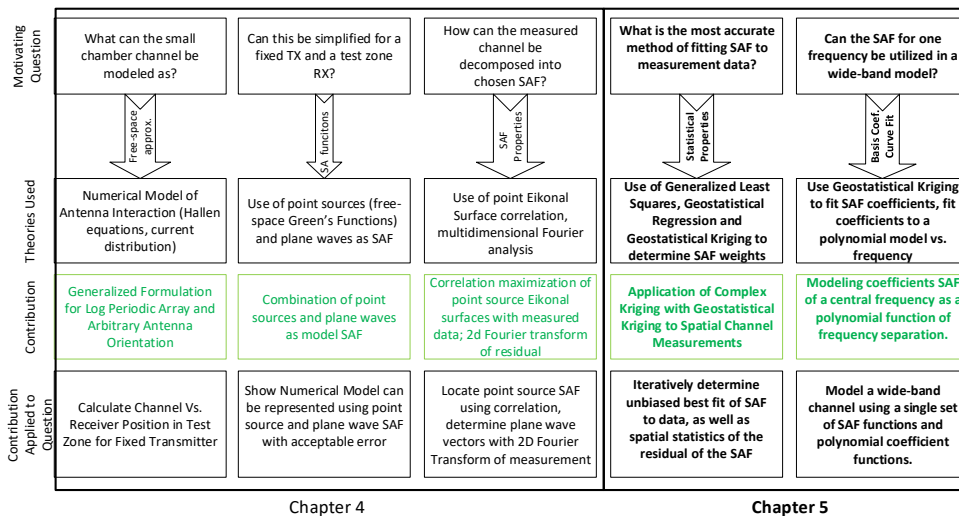 Motivating
Question
What can the small
chamber channel be
modeled as?
Can this be simplified for a
fixed TX and a test zone
RX?
How can the measured
channel be
decomposed into
chosen SAF?
What is the most accurate
method of fitting SAF to
measurement data?
Can the SAF for one
frequency be utilized in a
wide-band model?
Free-space
approx.
SA funcitons
SAF
Properties
Statistical
Properties
Basis Coef.
Curve Fit
Theories Used
Numerical Model of
Antenna Interaction (Hallen
equations, current
distribution)
Use of point sources (free-
space Green's Functions)
and plane waves as SAF
Use of point Eikonal
Surface correlation,
multidimensional Fourier
analysis
Use of Generalized Least
Squares, Geostatistical
Regression and
Geostatistical Kriging to
determine SAF weights
Use Geostatistical Kriging
to fit SAF coefficients, fit
coefficients to a
polynomial model vs.
frequency
Contribution
Generalized Formulation
for Log Periodic Array and
Arbitrary Antenna
Orientation
Combination of point
sources and plane waves
as model SAF
Correlation maximization of
point source Eikonal
surfaces with measured
data; 2d Fourier transform
of residual
Application of Complex
Kriging with Geostatistical
Kriging to Spatial Channel
Measurements
Modeling coefficients SAF
of a central frequency as a
polynomial function of
frequency separation.
Contribution
Applied to
Question
Calculate Channel Vs.
Receiver Position in Test
Zone for Fixed Transmitter
Show Numerical Model can
be represented using point
source and plane wave SAF
with acceptable error
Locate point source SAF
using correlation,
determine plane wave
vectors with 2D Fourier
Transform of measurement
Iteratively determine
unbiased best fit of SAF
to data, as well as
spatial statistics of the
residual of the SAF
Model a wide-band
channel using a single set
of SAF functions and
polynomial coefficient
functions.
Chapter 4
Chapter 5